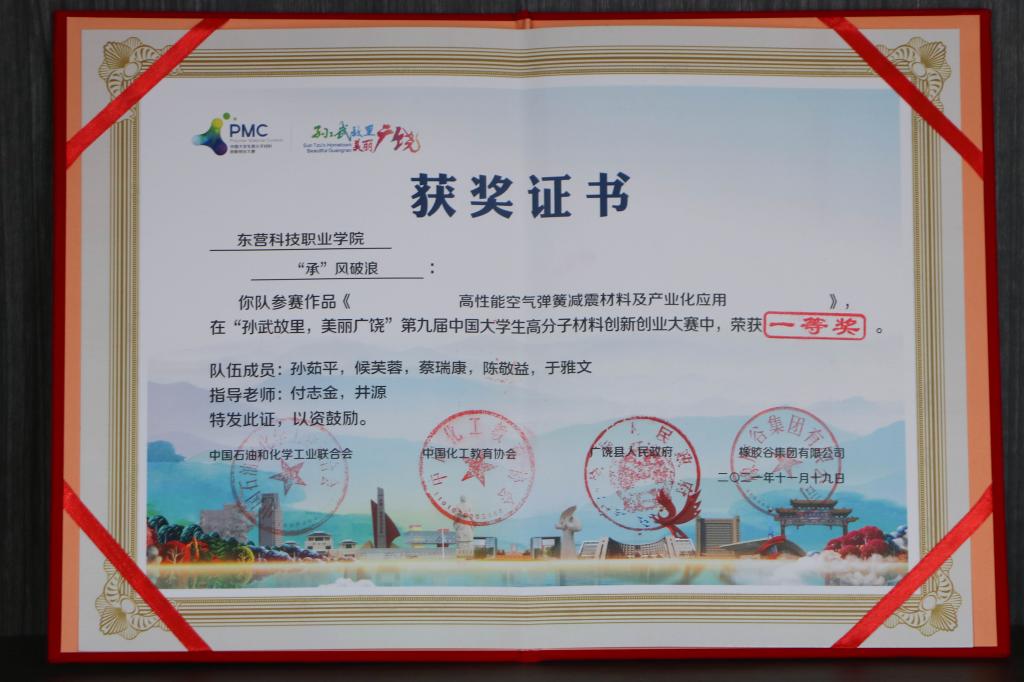 PMC
孙武故里
美丽广饶
Sun Tzu's Hometown
Beautiful Guangrao
获奖证书
东营科技职业学院
“承”风破浪：
你队参赛作品《高性能空气弹簧减震材料及产业化应用》，
在“孙武故里，美丽广饶”第九届中国大学生高分子材料创新创业大赛中，荣获一等奖。
队伍成员：孙茹平，候芙蓉，蔡瑞康，陈敬益，于雅文
指导老师：付志金，井源
特发此证，以资鼓励。
中国石油和化学工业联合会 中国化工教育协会 广饶县人民政府 橡胶谷集团有限公司
二〇二一年十一月十九日